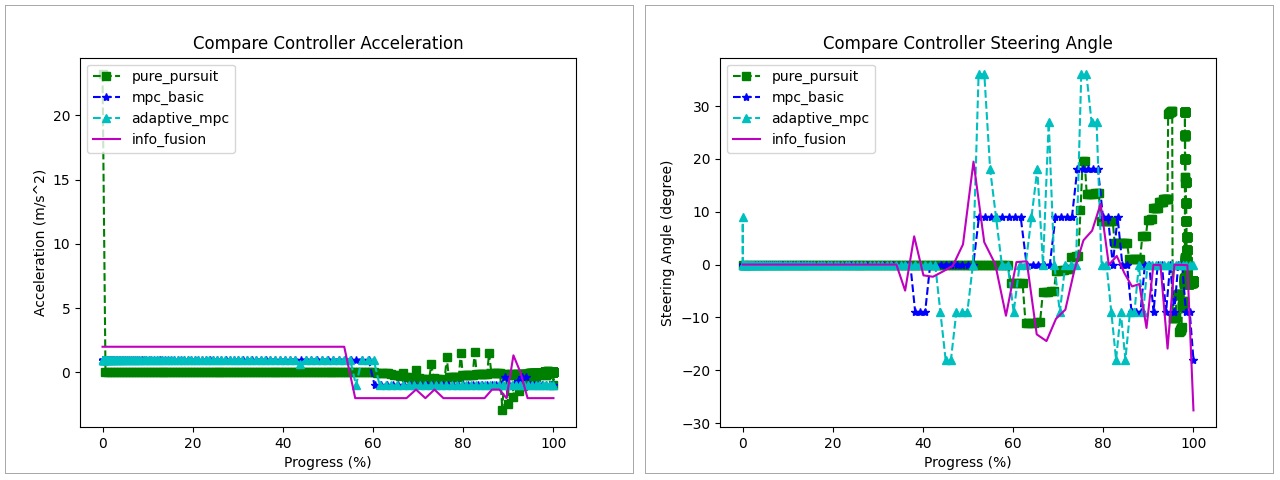 Compare Controller Acceleration
pure_pursuit
mpc_basic
adaptive_mpc
info_fusion
20
15
10
5
0
Acceleration (m/s^2)
0 20 40 60 80 100
Progress (%)
Compare Controller Steering Angle
pure_pursuit
mpc_basic
adaptive_mpc
info_fusion
30
20
10
0
−10
−20
−30
Steering Angle (degree)
0 20 40 60 80 100
Progress (%)